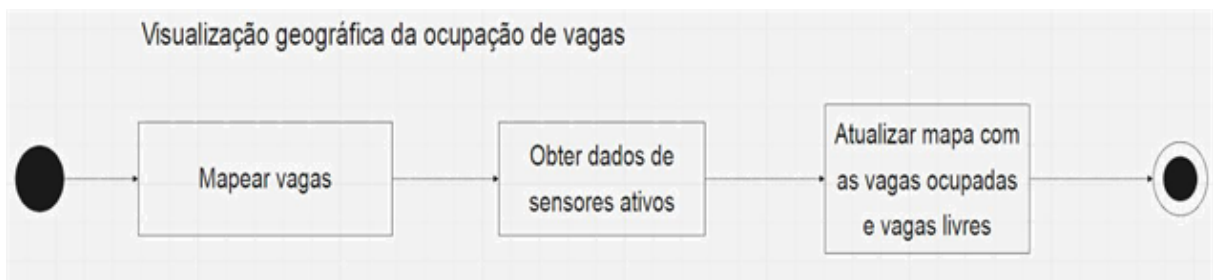 Visualização geográfica da ocupação de vagas
Mapear vagas
Obter dados de
sensores ativos
Atualizar mapa com
as vagas ocupadas
e vagas livres